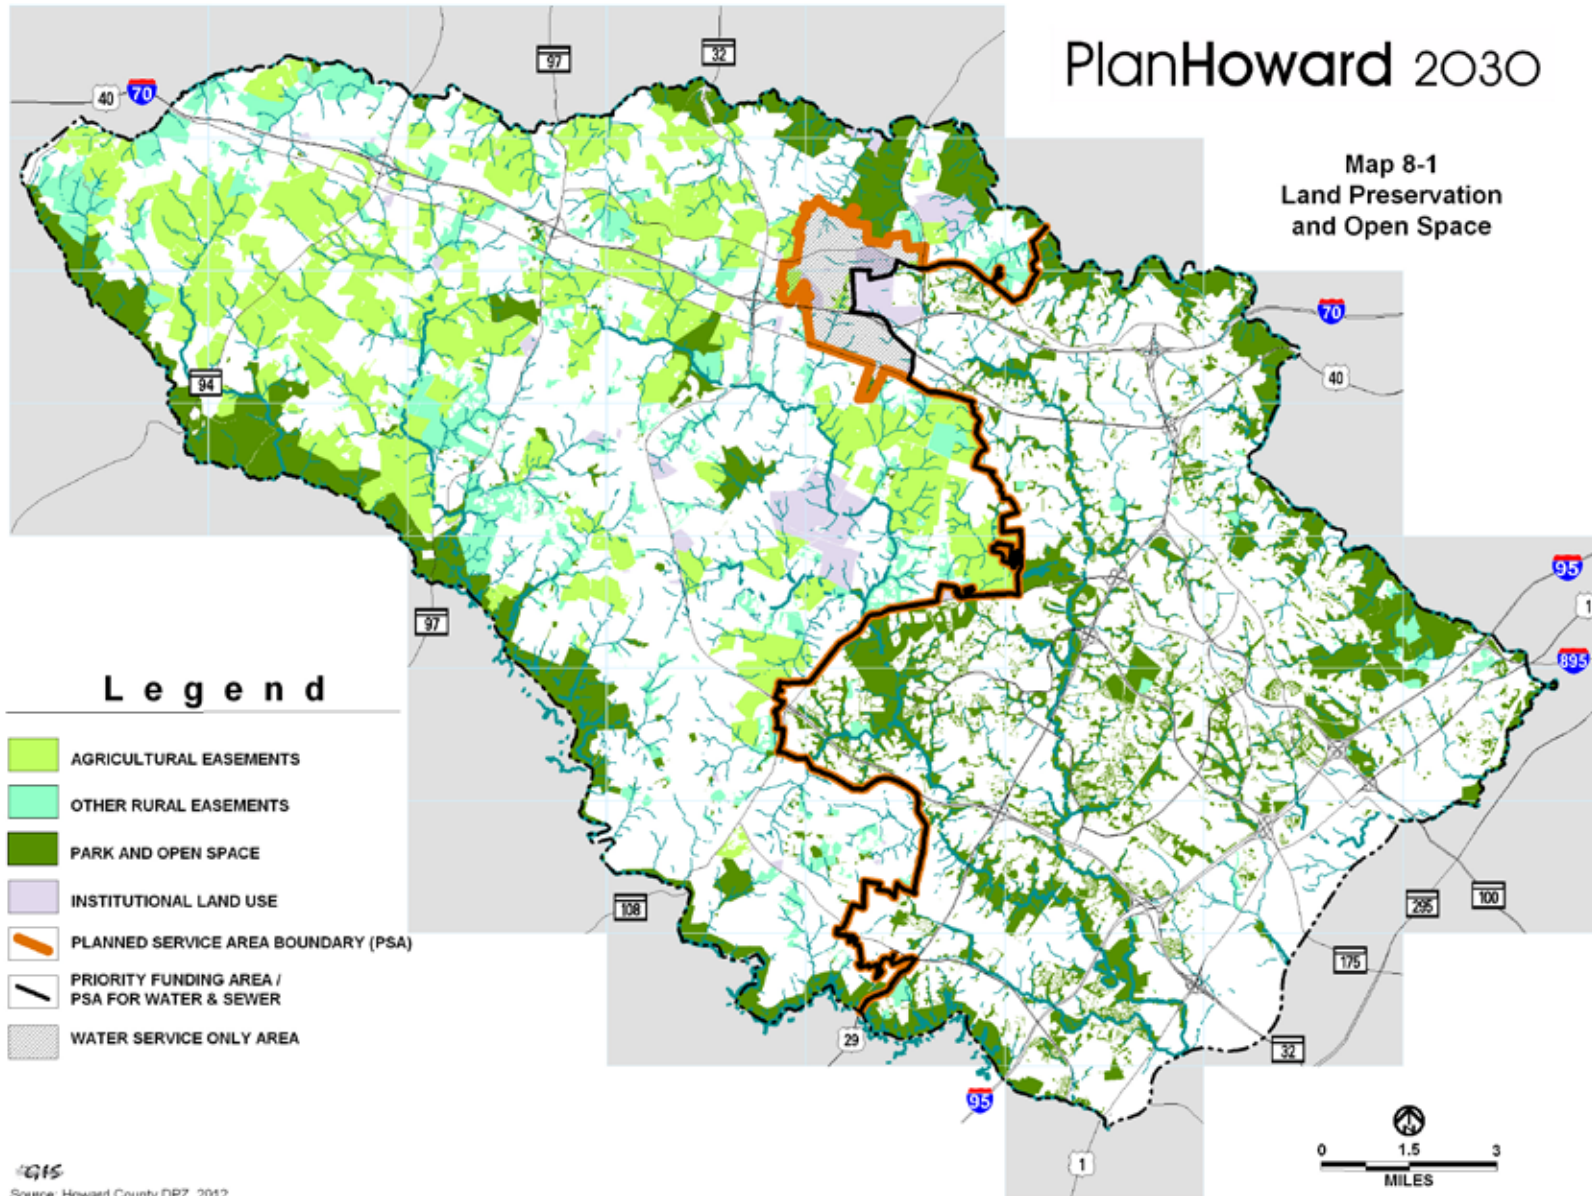 PlanHoward 2030
Map 8-1
Land Preservation
and Open Space
97
32
40
70
70
40
94
97
95
1
895
108
29
95
1
32
295
100
175
Legend
AGRICULTURAL EASEMENTS
OTHER RURAL EASEMENTS
PARK AND OPEN SPACE
INSTITUTIONAL LAND USE
PLANNED SERVICE AREA BOUNDARY (PSA)
PRIORITY FUNDING AREA /
PSA FOR WATER & SEWER
WATER SERVICE ONLY AREA
N
0 1.5 3
MILES
GIS
Source: Howard County DPZ, 2012